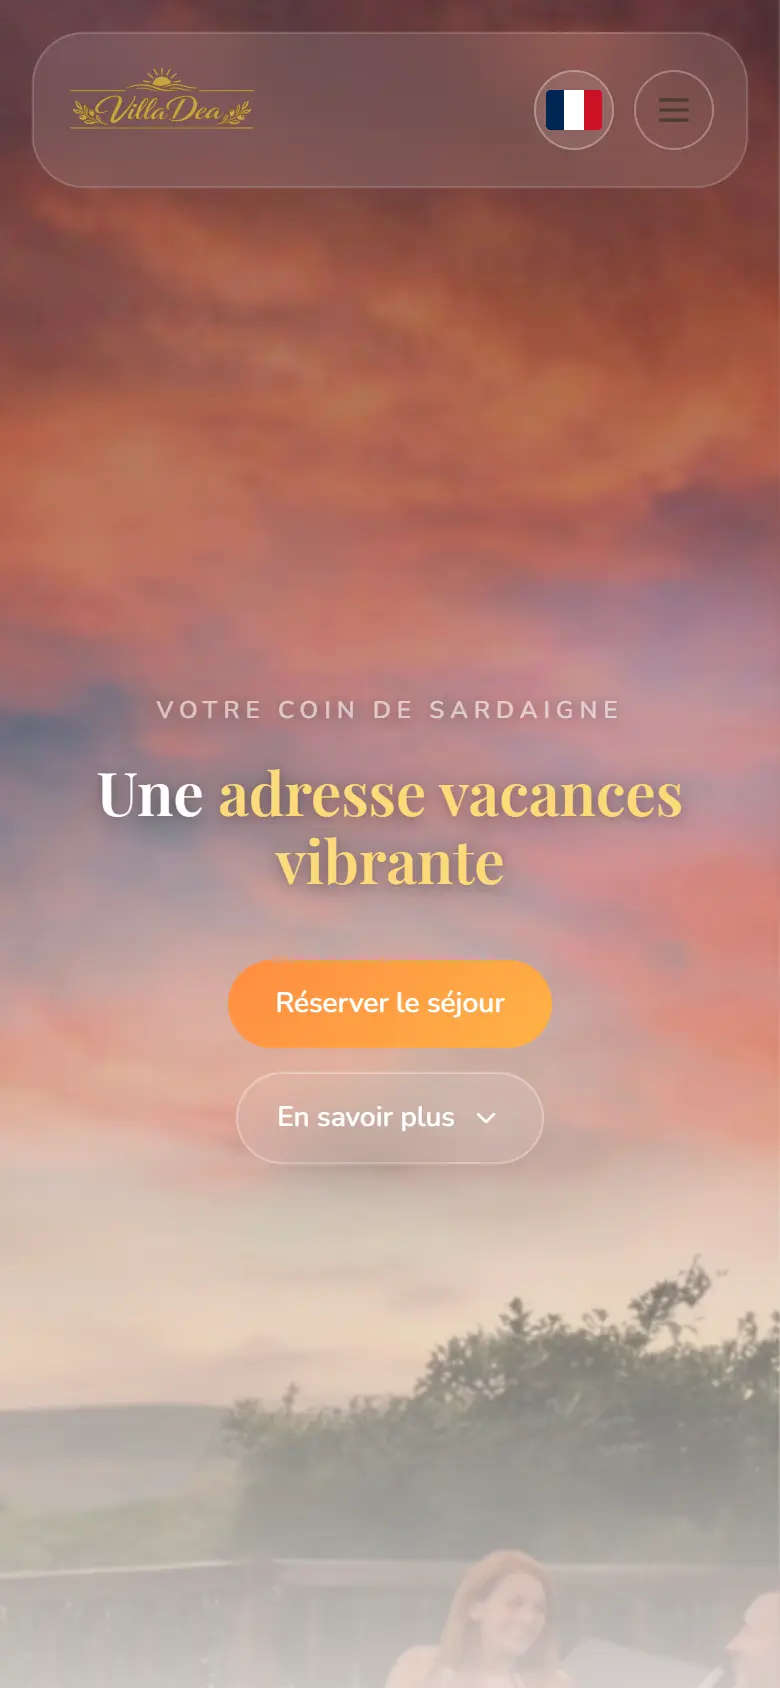 Villa Dea
VOTRE COIN DE SARDAIGNE
Une adresse vacances
vibrante
Réserver le séjour
En savoir plus